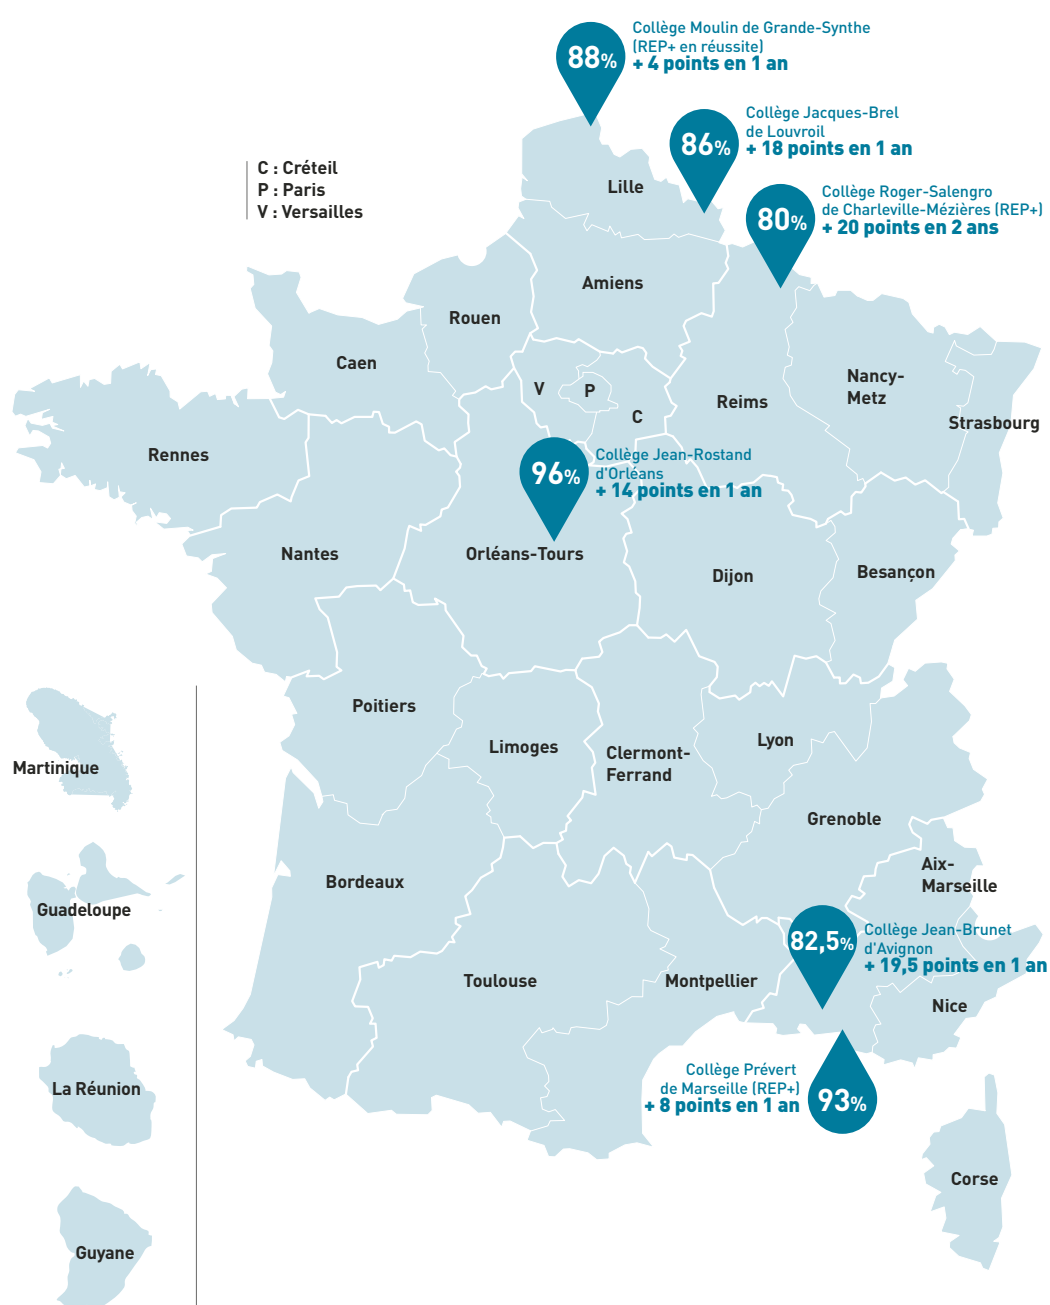 Collège Moulin de Grande-Synthe
(REP+ en réussite)
88%
+ 4 points en 1 an
Collège Jacques-Brel
de Louvroil
86%
+ 18 points en 1 an
C : Créteil
P : Paris
V : Versailles
Lille
Collège Roger-Salengro
de Charleville-Mézières (REP+)
80%
+ 20 points en 2 ans
Amiens
Rouen
Caen
V
P
C
Reims
Nancy-
Metz
Strasbourg
Rennes
96%
Collège Jean-Rostand
d'Orléans
+ 14 points en 1 an
Nantes
Orléans-Tours
Dijon
Besançon
Poitiers
Limoges
Clermont-
Ferrand
Lyon
Martinique
Grenoble
Aix-
Marseille
Bordeaux
Guadeloupe
82,5%
Collège Jean-Brunet
d'Avignon
+ 19,5 points en 1 an
Toulouse
Montpellier
Nice
La Réunion
Collège Prévert
de Marseille (REP+)
+ 8 points en 1 an
93%
Corse
Guyane